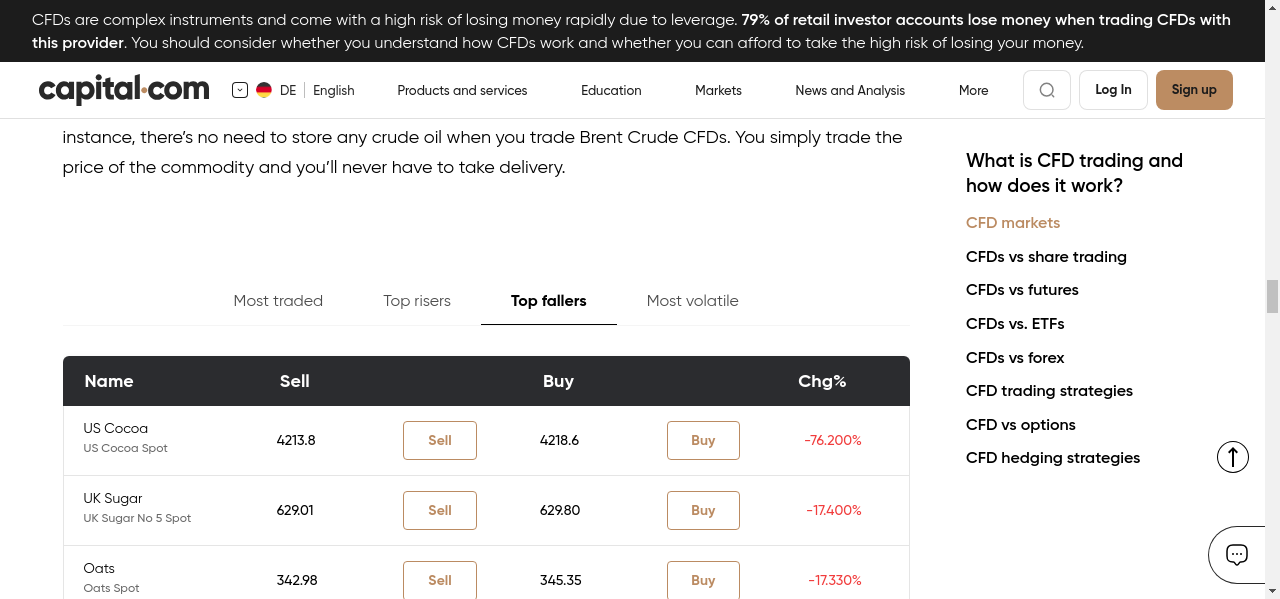 CFDs are complex instruments and come with a high risk of losing money rapidly due to leverage. 79% of retail investor accounts lose money when trading CFDs with
this provider. You should consider whether you understand how CFDs work and whether you can afford to take the high risk of losing your money.
capital.com DE English Products and services Education Markets News and Analysis More Log In Sign up
instance, there's no need to store any crude oil when you trade Brent Crude CFDs. You simply trade the
price of the commodity and you'll never have to take delivery.
Most traded Top risers Top fallers Most volatile
Name Sell Buy Chg%
US Cocoa
US Cocoa Spot
4213.8 Sell 4218.6 Buy -76.200%
UK Sugar
UK Sugar No 5 Spot
629.01 Sell 629.80 Buy -17.400%
Oats
Oats Spot
342.98 Sell 345.35 Buy -17.330%
What is CFD trading and
how does it work?
CFD markets
CFDs vs share trading
CFDs vs futures
CFDs vs. ETFs
CFDs vs forex
CFD trading strategies
CFD vs options
CFD hedging strategies